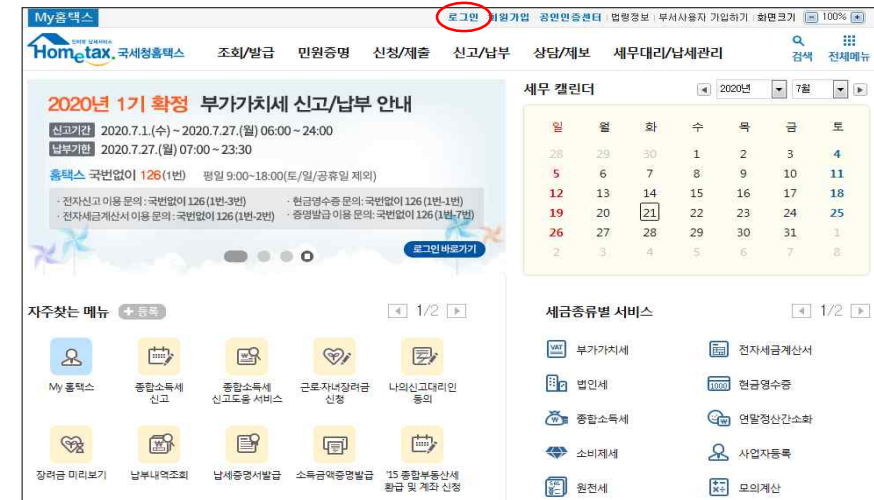 My홈택스
로그인 회원가입 공인인증센터 법령정보 부서사용자 가입하기 화면크기 100%
인터넷 납세서비스
Hometax. 국세청홈택스 조회/발급 민원증명 신청/제출 신고/납부 상담/제보 세무대리/납세관리 검색 전체메뉴
2020년 1기 확정 부가가치세 신고/납부 안내
신고기간 2020.7.1.(수) ~ 2020.7.27.(월) 06:00 ~ 24:00
납부기한 2020.7.27.(월) 07:00 ~ 23:30
홈택스 국번없이 126(1번) 평일 9:00~18:00(토/일/공휴일 제외)
· 전자신고 이용 문의 : 국번없이 126 (1번-3번) · 현금영수증 문의: 국번없이 126 (1번-1번)
· 전자세금계산서 이용 문의 : 국번없이 126 (1번-2번) · 증명발급 이용 문의: 국번없이 126 (1번-7번)
로그인 바로가기
세무 캘린더 2020년 7월
일 월 화 수 목 금 토
28 29 30 1 2 3 4
5 6 7 8 9 10 11
12 13 14 15 16 17 18
19 20 21 22 23 24 25
26 27 28 29 30 31 1
2 3 4 5 6 7 8
자주찾는 메뉴 + 등록 1/2
My 홈택스
종합소득세
신고
종합소득세
신고도움 서비스
근로·자녀장려금
신청
나의신고대리인
동의
장려금 미리보기
납부내역조회
납세증명서발급
소득금액증명발급
'15 종합부동산세
환급 및 계좌 신청
세금종류별 서비스 1/2
VAT 부가가치세
전자세금계산서
법인세
1000 현금영수증
종합소득세
연말정산간소화
소비제세
사업자등록
원전세
모의계산